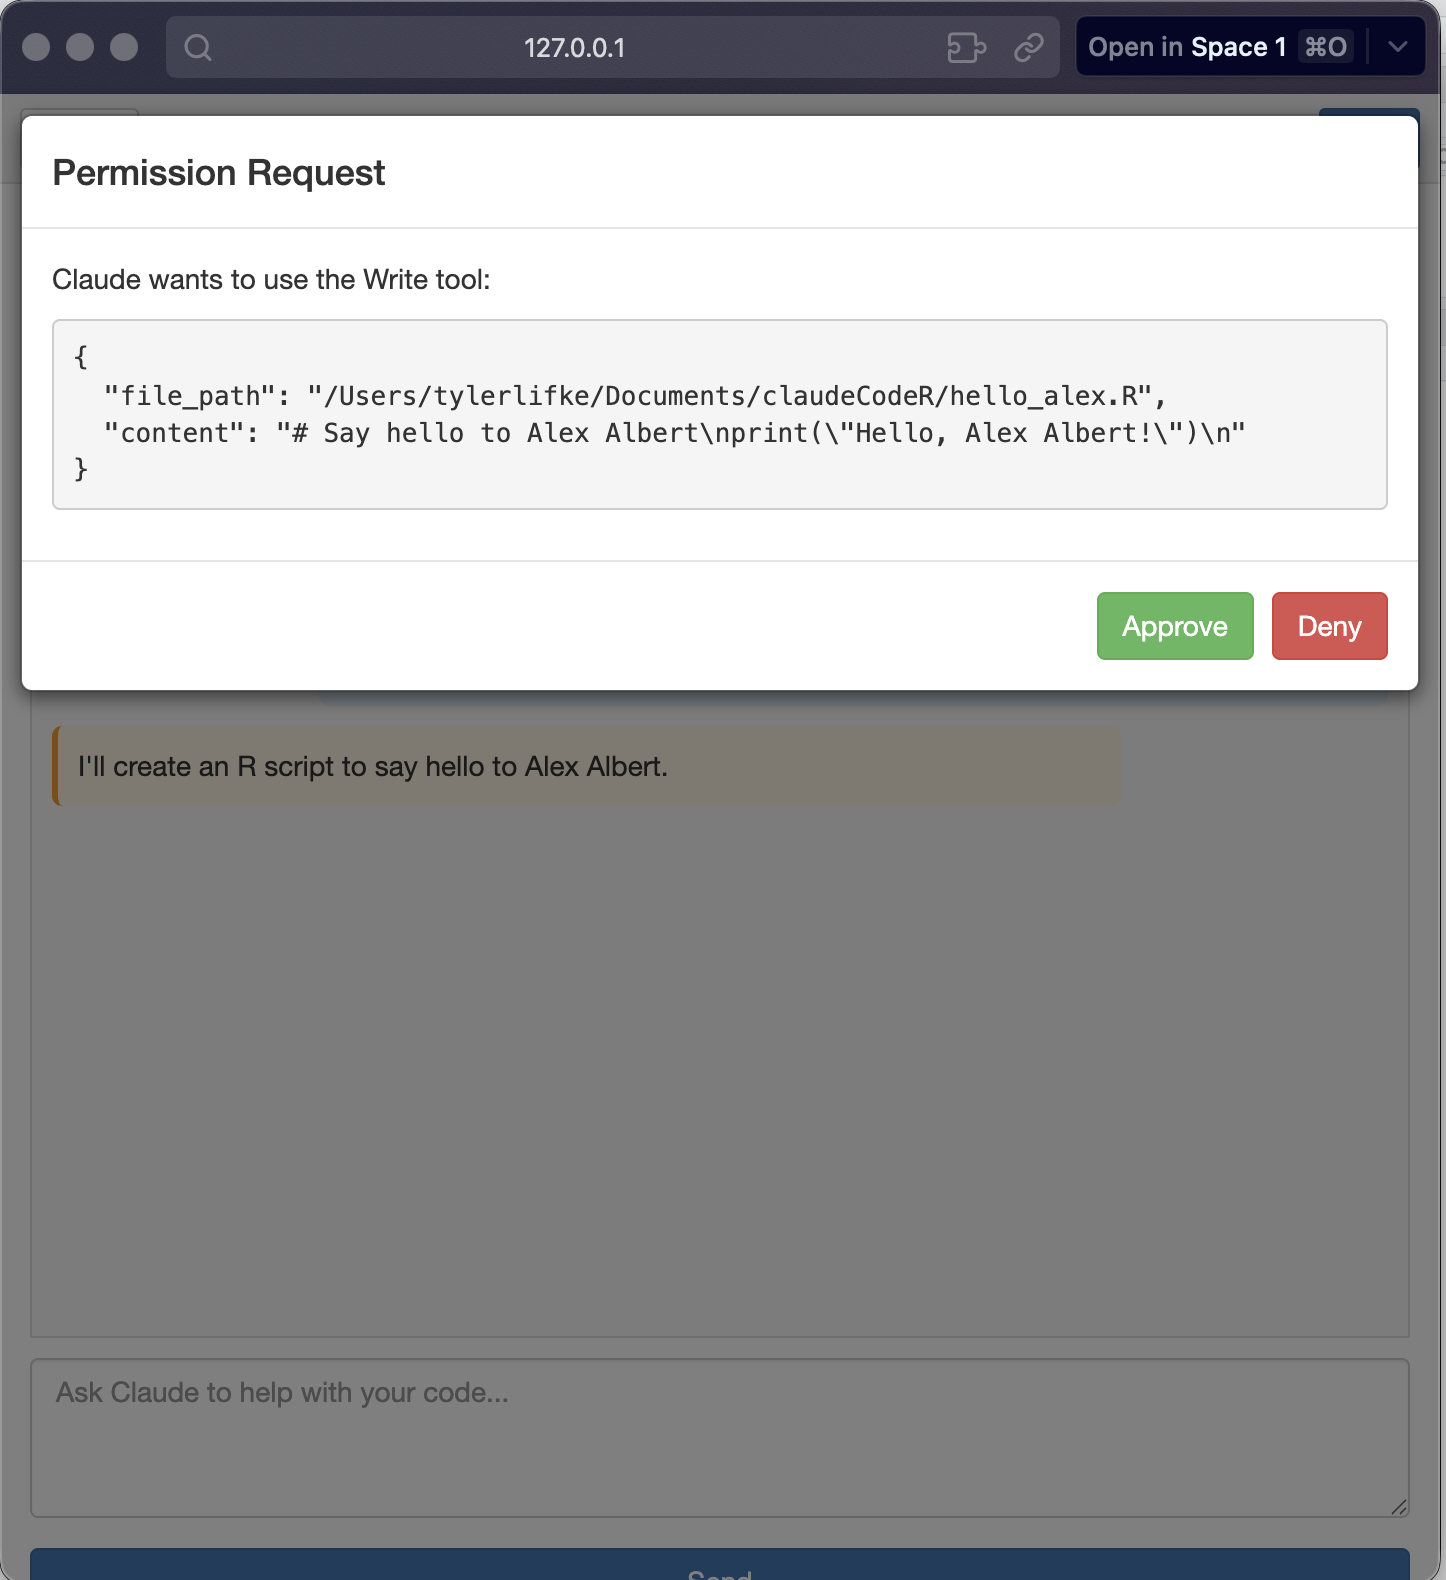 127.0.0.1
Open in Space 1 ⌘O
Permission Request
Claude wants to use the Write tool:
{
  "file_path": "/Users/tylerlifke/Documents/claudeCodeR/hello_alex.R",
  "content": "# Say hello to Alex Albert\nprint(\"Hello, Alex Albert!\")\n"
}
Approve Deny
I'll create an R script to say hello to Alex Albert.
Ask Claude to help with your code...
Send